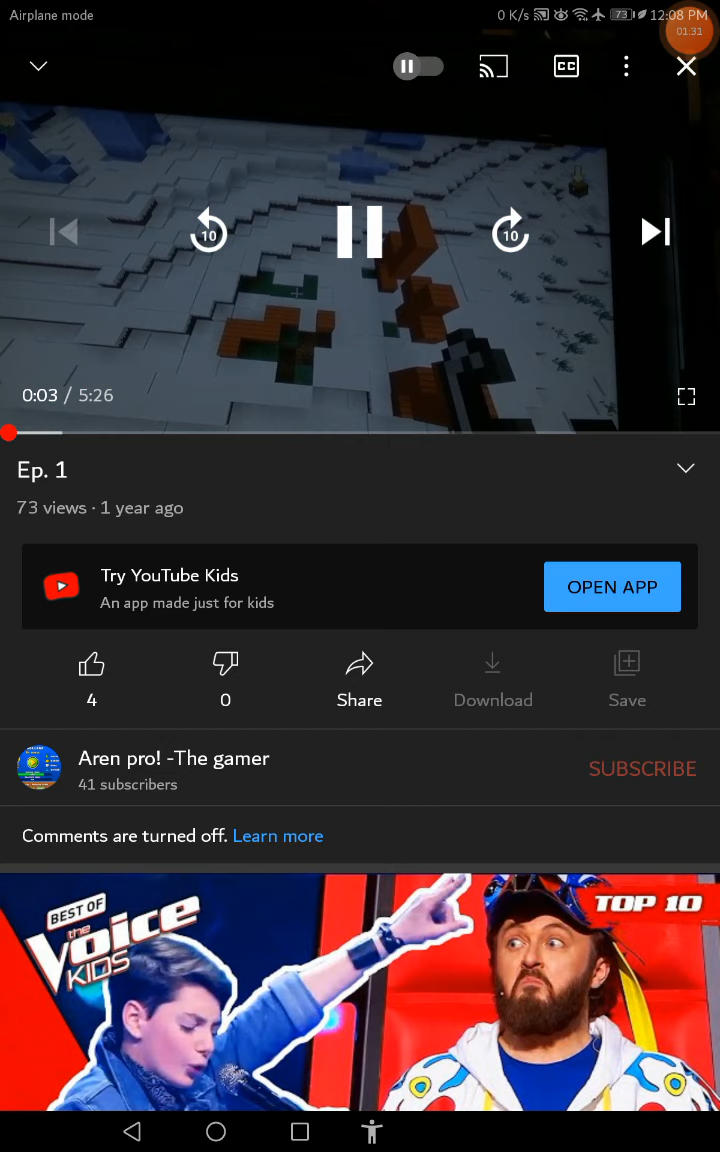 Airplane mode
0 K/s
73
12:08 PM
01:31
CC
10
10
0:03 / 5:26
Ep. 1
73 views · 1 year ago
Try YouTube Kids
An app made just for kids
OPEN APP
4
0
Share
Download
Save
Aren pro! -The gamer
41 subscribers
SUBSCRIBE
Comments are turned off. Learn more
BEST OF
the
Voice
KIDS
TOP 10